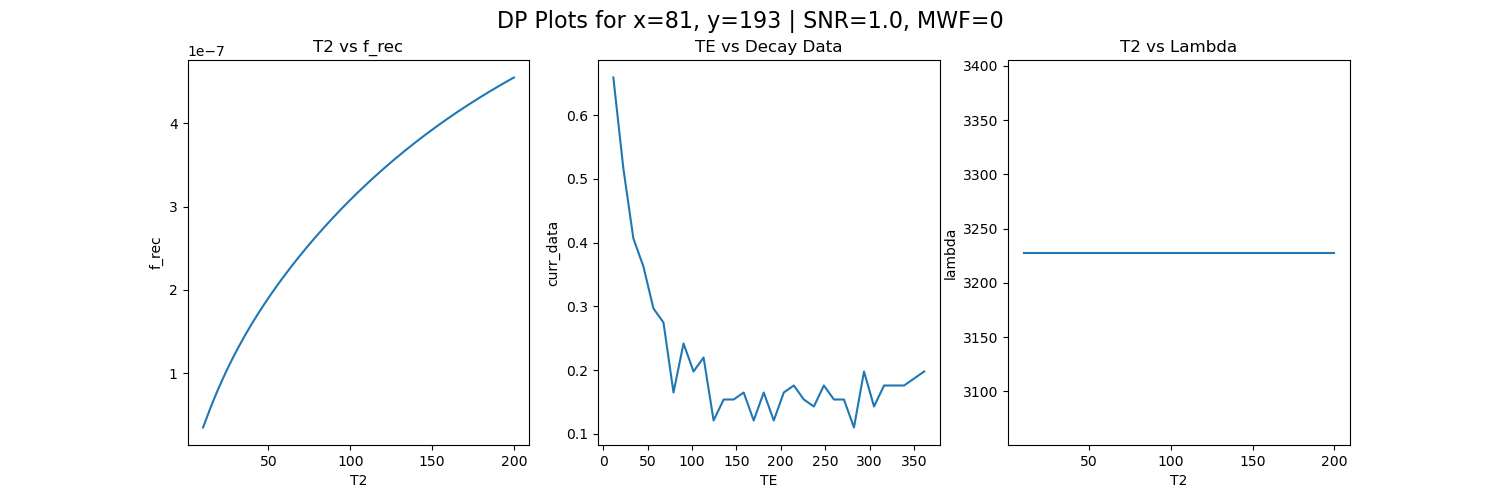 DP Plots for x=81, y=193 | SNR=1.0, MWF=0
T2 vs f_rec
1e−7
4
3
2
1
f_rec
50 100 150 200
T2
TE vs Decay Data
0.6
0.5
0.4
0.3
0.2
0.1
curr_data
0 50 100 150 200 250 300 350
TE
T2 vs Lambda
3400
3350
3300
3250
3200
3150
3100
lambda
50 100 150 200
T2